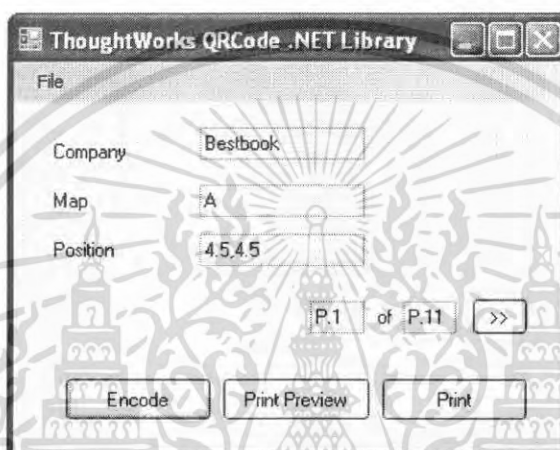 ThoughtWorks QRCode .NET Library
File
Company Bestbook
Map A
Position 4.5,4.5
P.1 of P.11 >>
Encode Print Preview Print